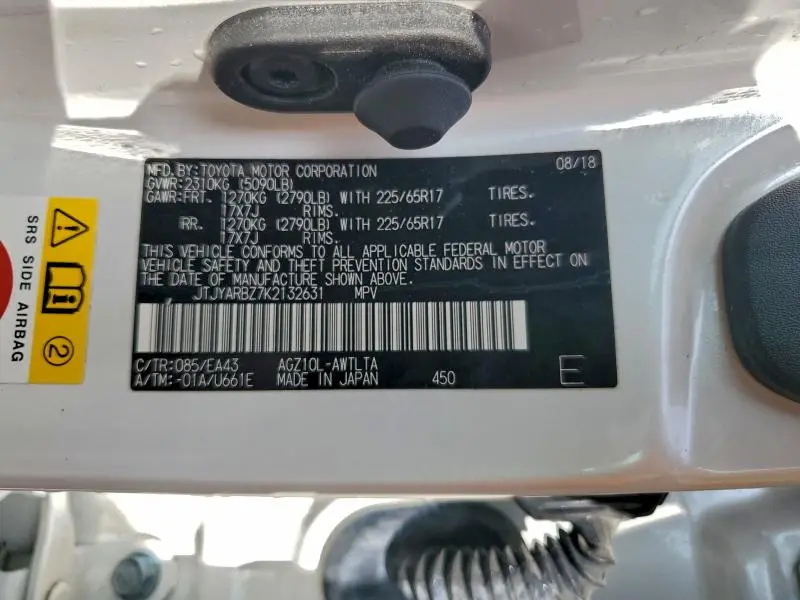 MFD.BY:TOYOTA MOTOR CORPORATION 08/18
GVWR:2310KG (5090LB)
GAWR:FRT. 1270KG (2790LB) WITH 225/65R17 TIRES.
17X7J RIMS.
RR. 1270KG (2790LB) WITH 225/65R17 TIRES.
17X7J RIMS.
THIS VEHICLE CONFORMS TO ALL APPLICABLE FEDERAL MOTOR
VEHICLE SAFETY AND THEFT PREVENTION STANDARDS IN EFFECT ON
THE DATE OF MANUFACTURE SHOWN ABOVE.
JTJYARBZ7K2132631 MPV
C/TR:085/EA43 AGZ10L-AWTLTA
A/TM:-01A/U661E MADE IN JAPAN 450 E
SRS SIDE AIRBAG
2